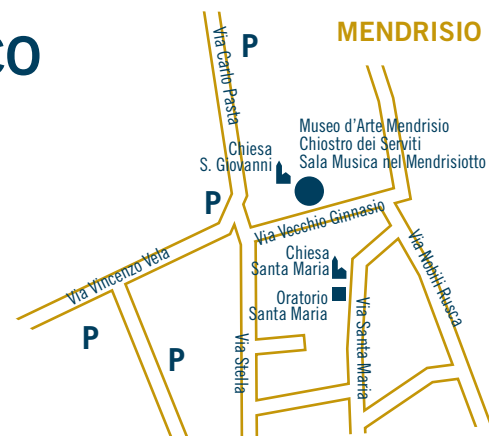 CO
MENDRISIO
Via Carlo Pasta
P
Museo d'Arte Mendrisio
Chiostro dei Serviti
Sala Musica nel Mendrisiotto
Chiesa
S. Giovanni
P
Via Vecchio Ginnasio
Via Vincenzo Vela
Chiesa
Santa Maria
Via Nobili Rusca
Oratorio
Santa Maria
P
P
Via Stella
Via Santa Maria